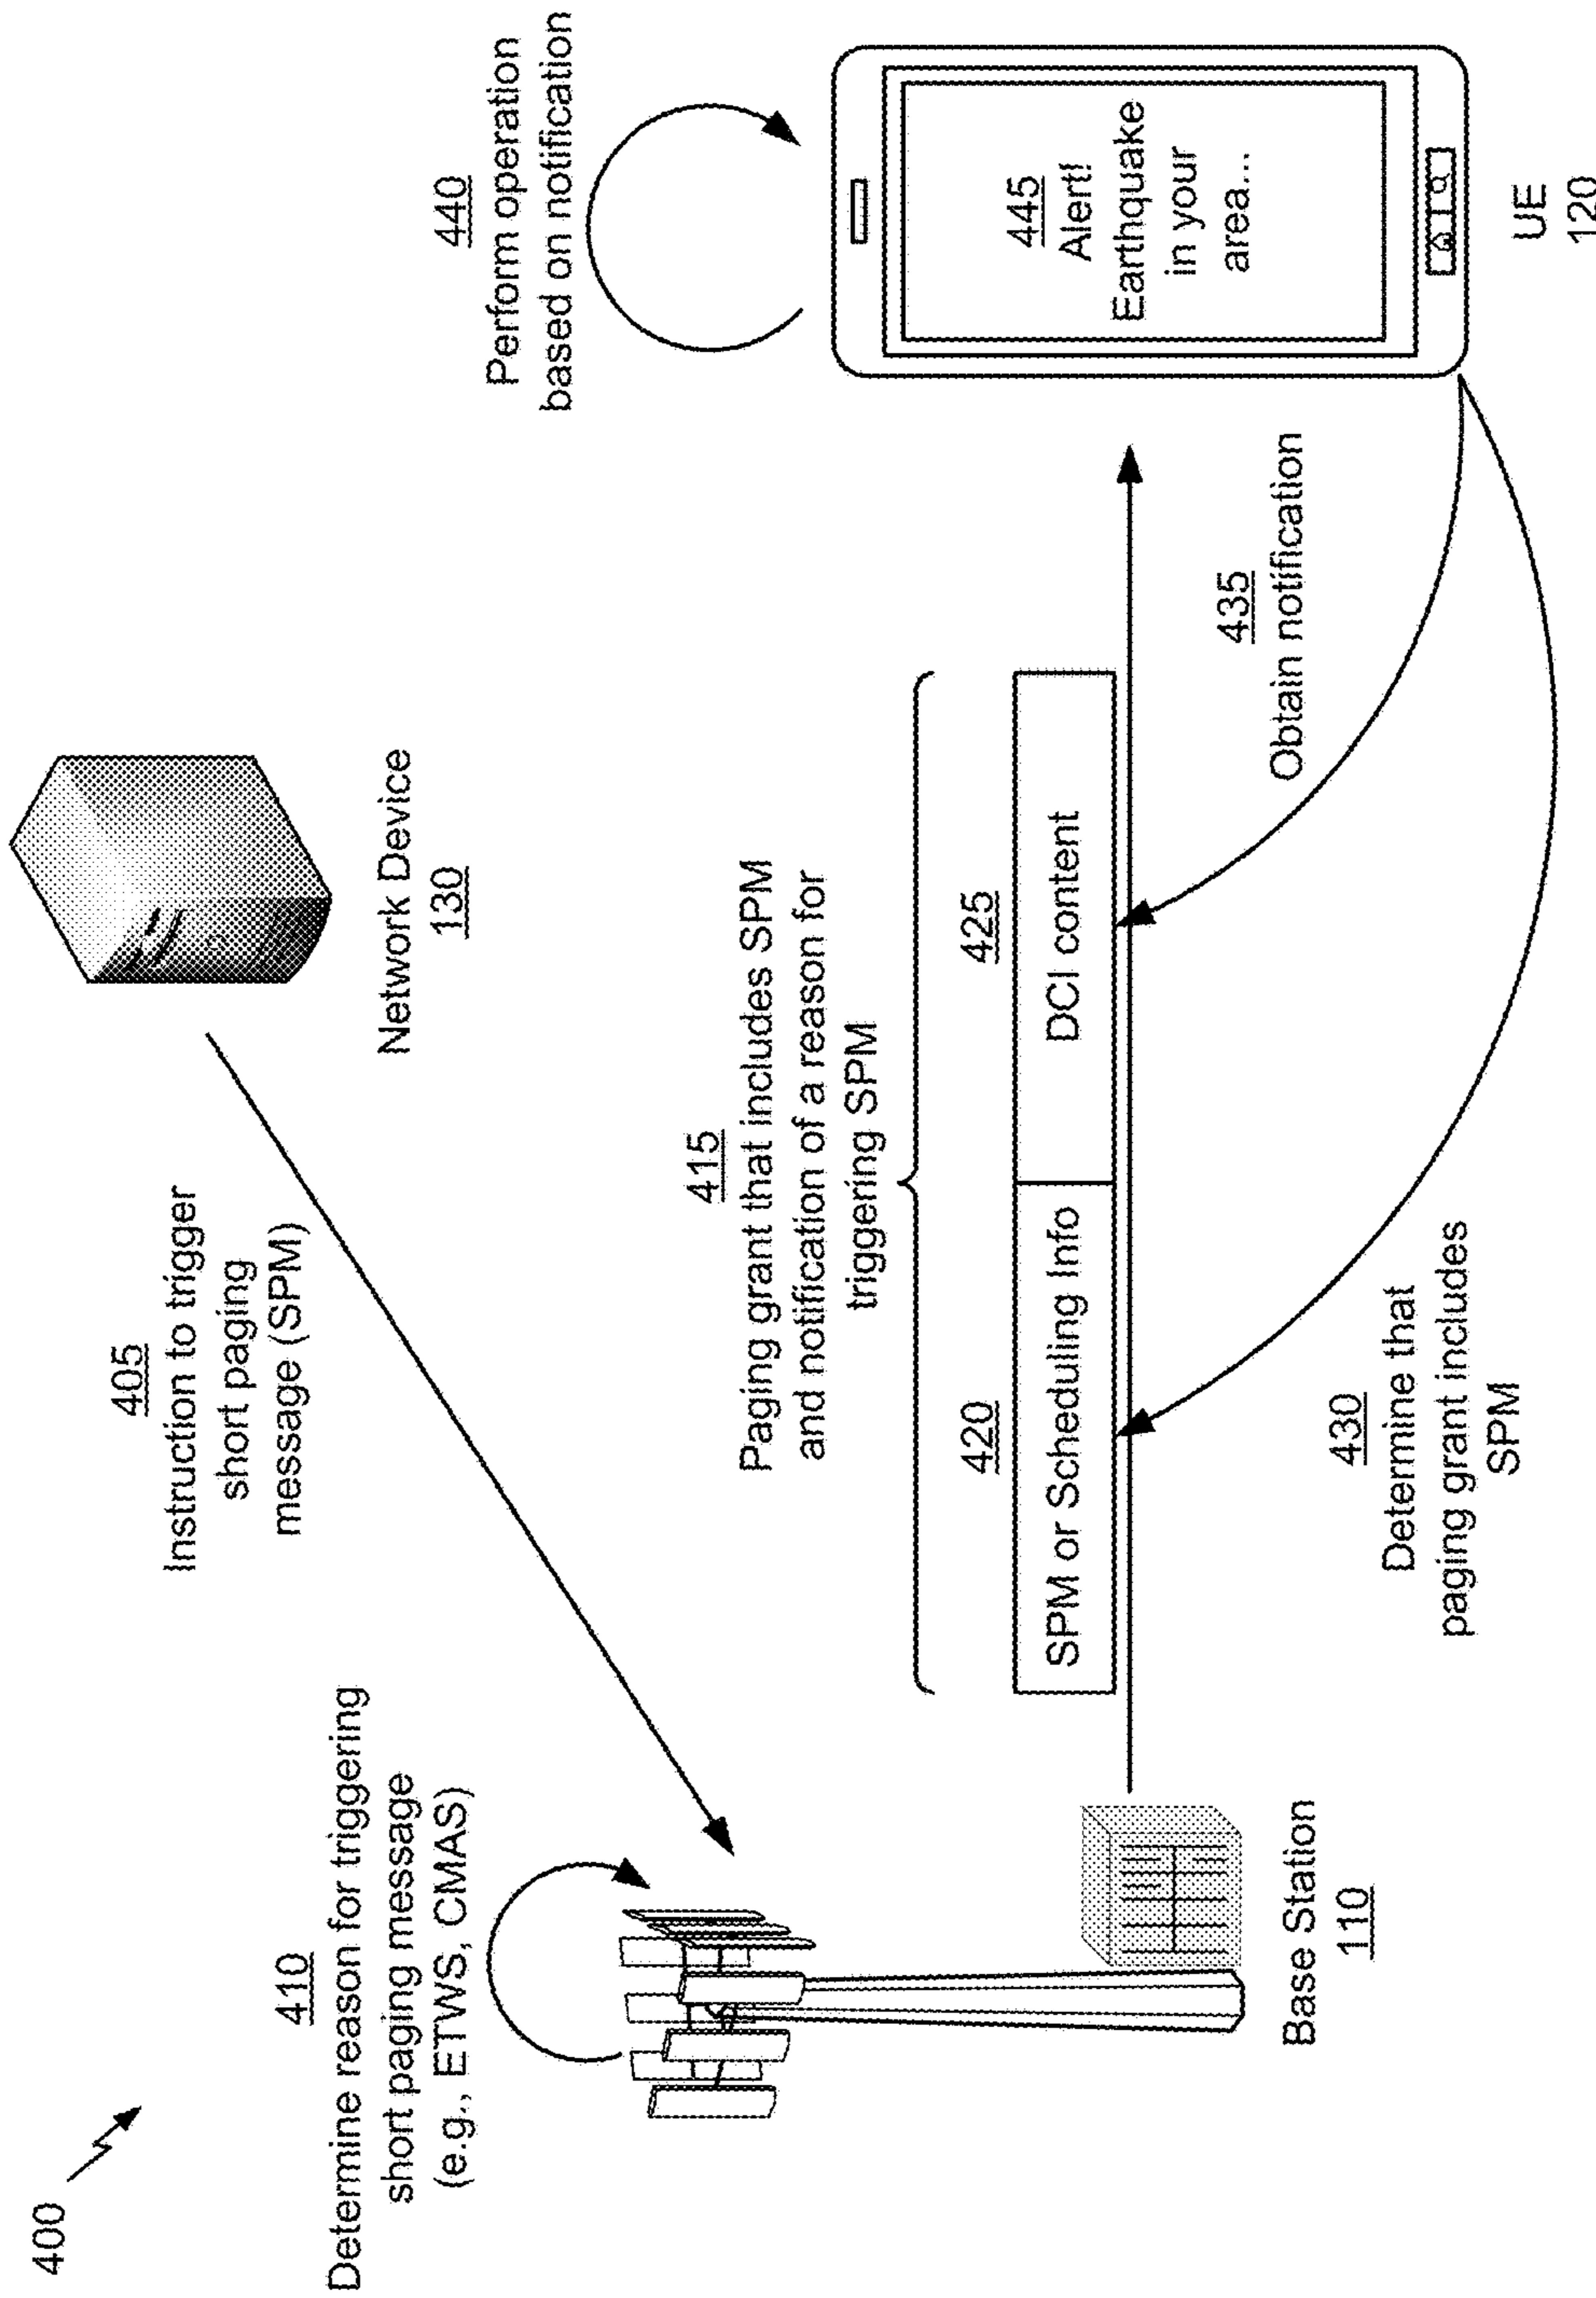 400
405
Instruction to trigger
short paging
message (SPM)
Network Device
130
410
Determine reason for triggering
short paging message
(e.g., ETWS, CMAS)
415
Paging grant that includes SPM
and notification of a reason for
triggering SPM
420
SPM or Scheduling Info
425
DCI content
440
Perform operation
based on notification
445
Alert!
Earthquake
in your
area...
435
Obtain notification
430
Determine that
paging grant includes
SPM
Base Station
110
UE
120